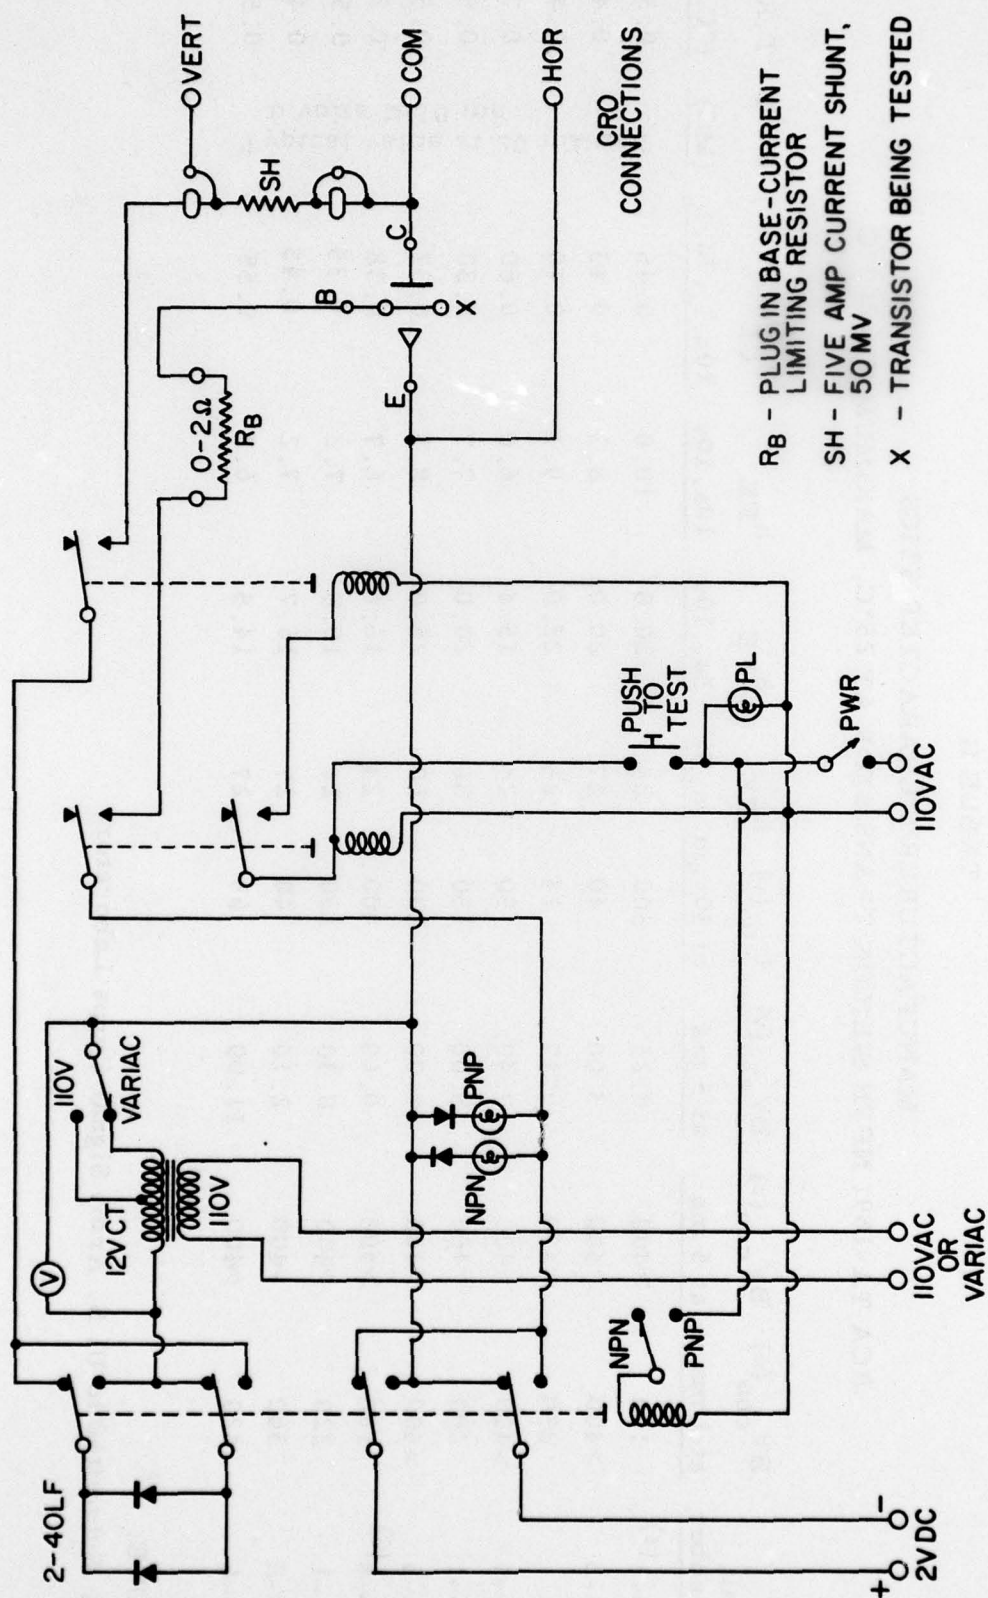 2-40LF
V
12V CT
110V
110V
VARIAC
0-2Ω
RB
B
C
E
X
SH
VERT
COM
HOR
CRO
CONNECTIONS
NPN
PNP
NPN
PNP
PUSH
TO
TEST
PL
PWR
+
-
2VDC
110VAC
OR
VARIAC
110VAC
RB - PLUG IN BASE-CURRENT
LIMITING RESISTOR
SH - FIVE AMP CURRENT SHUNT,
50 MV
X - TRANSISTOR BEING TESTED